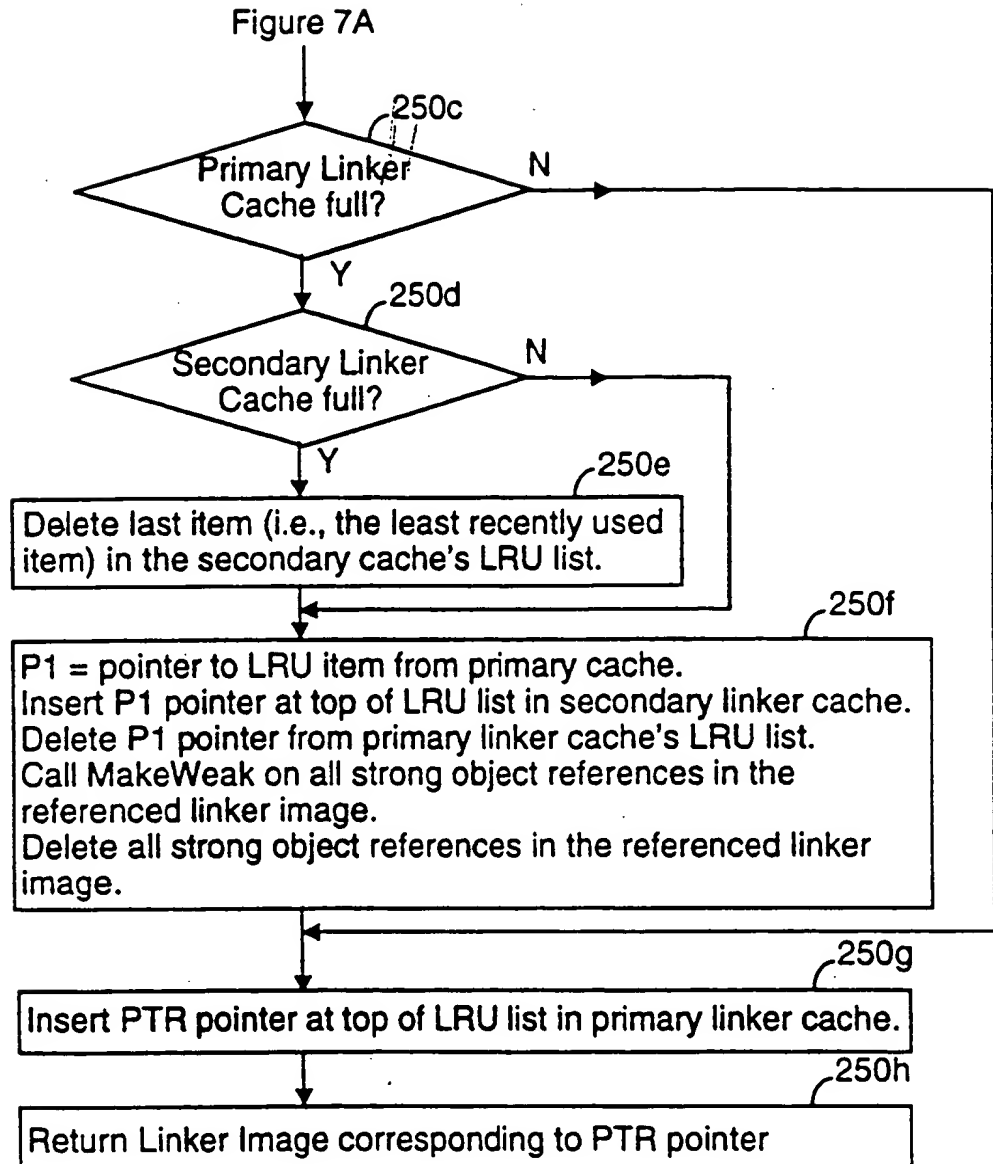 Figure 7A
250c
Primary Linker
Cache full?
N
Y
250d
Secondary Linker
Cache full?
N
Y
250e
Delete last item (i.e., the least recently used
item) in the secondary cache's LRU list.
250f
P1 = pointer to LRU item from primary cache.
Insert P1 pointer at top of LRU list in secondary linker cache.
Delete P1 pointer from primary linker cache's LRU list.
Call MakeWeak on all strong object references in the
referenced linker image.
Delete all strong object references in the referenced linker
image.
250g
Insert PTR pointer at top of LRU list in primary linker cache.
250h
Return Linker Image corresponding to PTR pointer